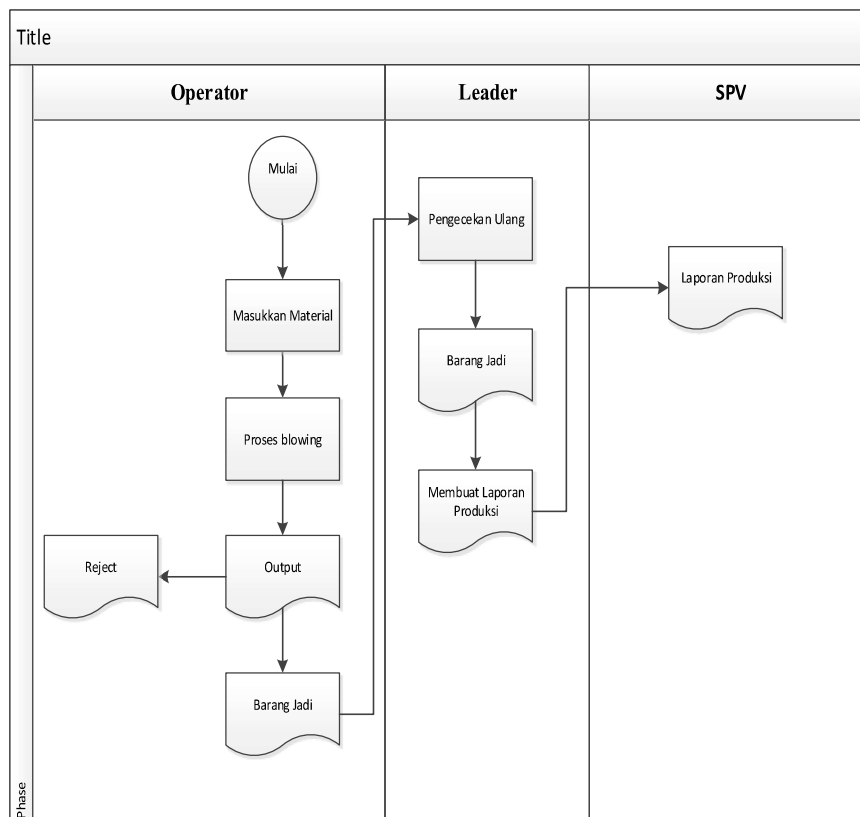 Title
Operator
Leader
SPV
Mulai
Masukkan Material
Proses blowing
Output
Reject
Barang Jadi
Pengecekan Ulang
Barang Jadi
Membuat Laporan
Produksi
Laporan Produksi
Phase